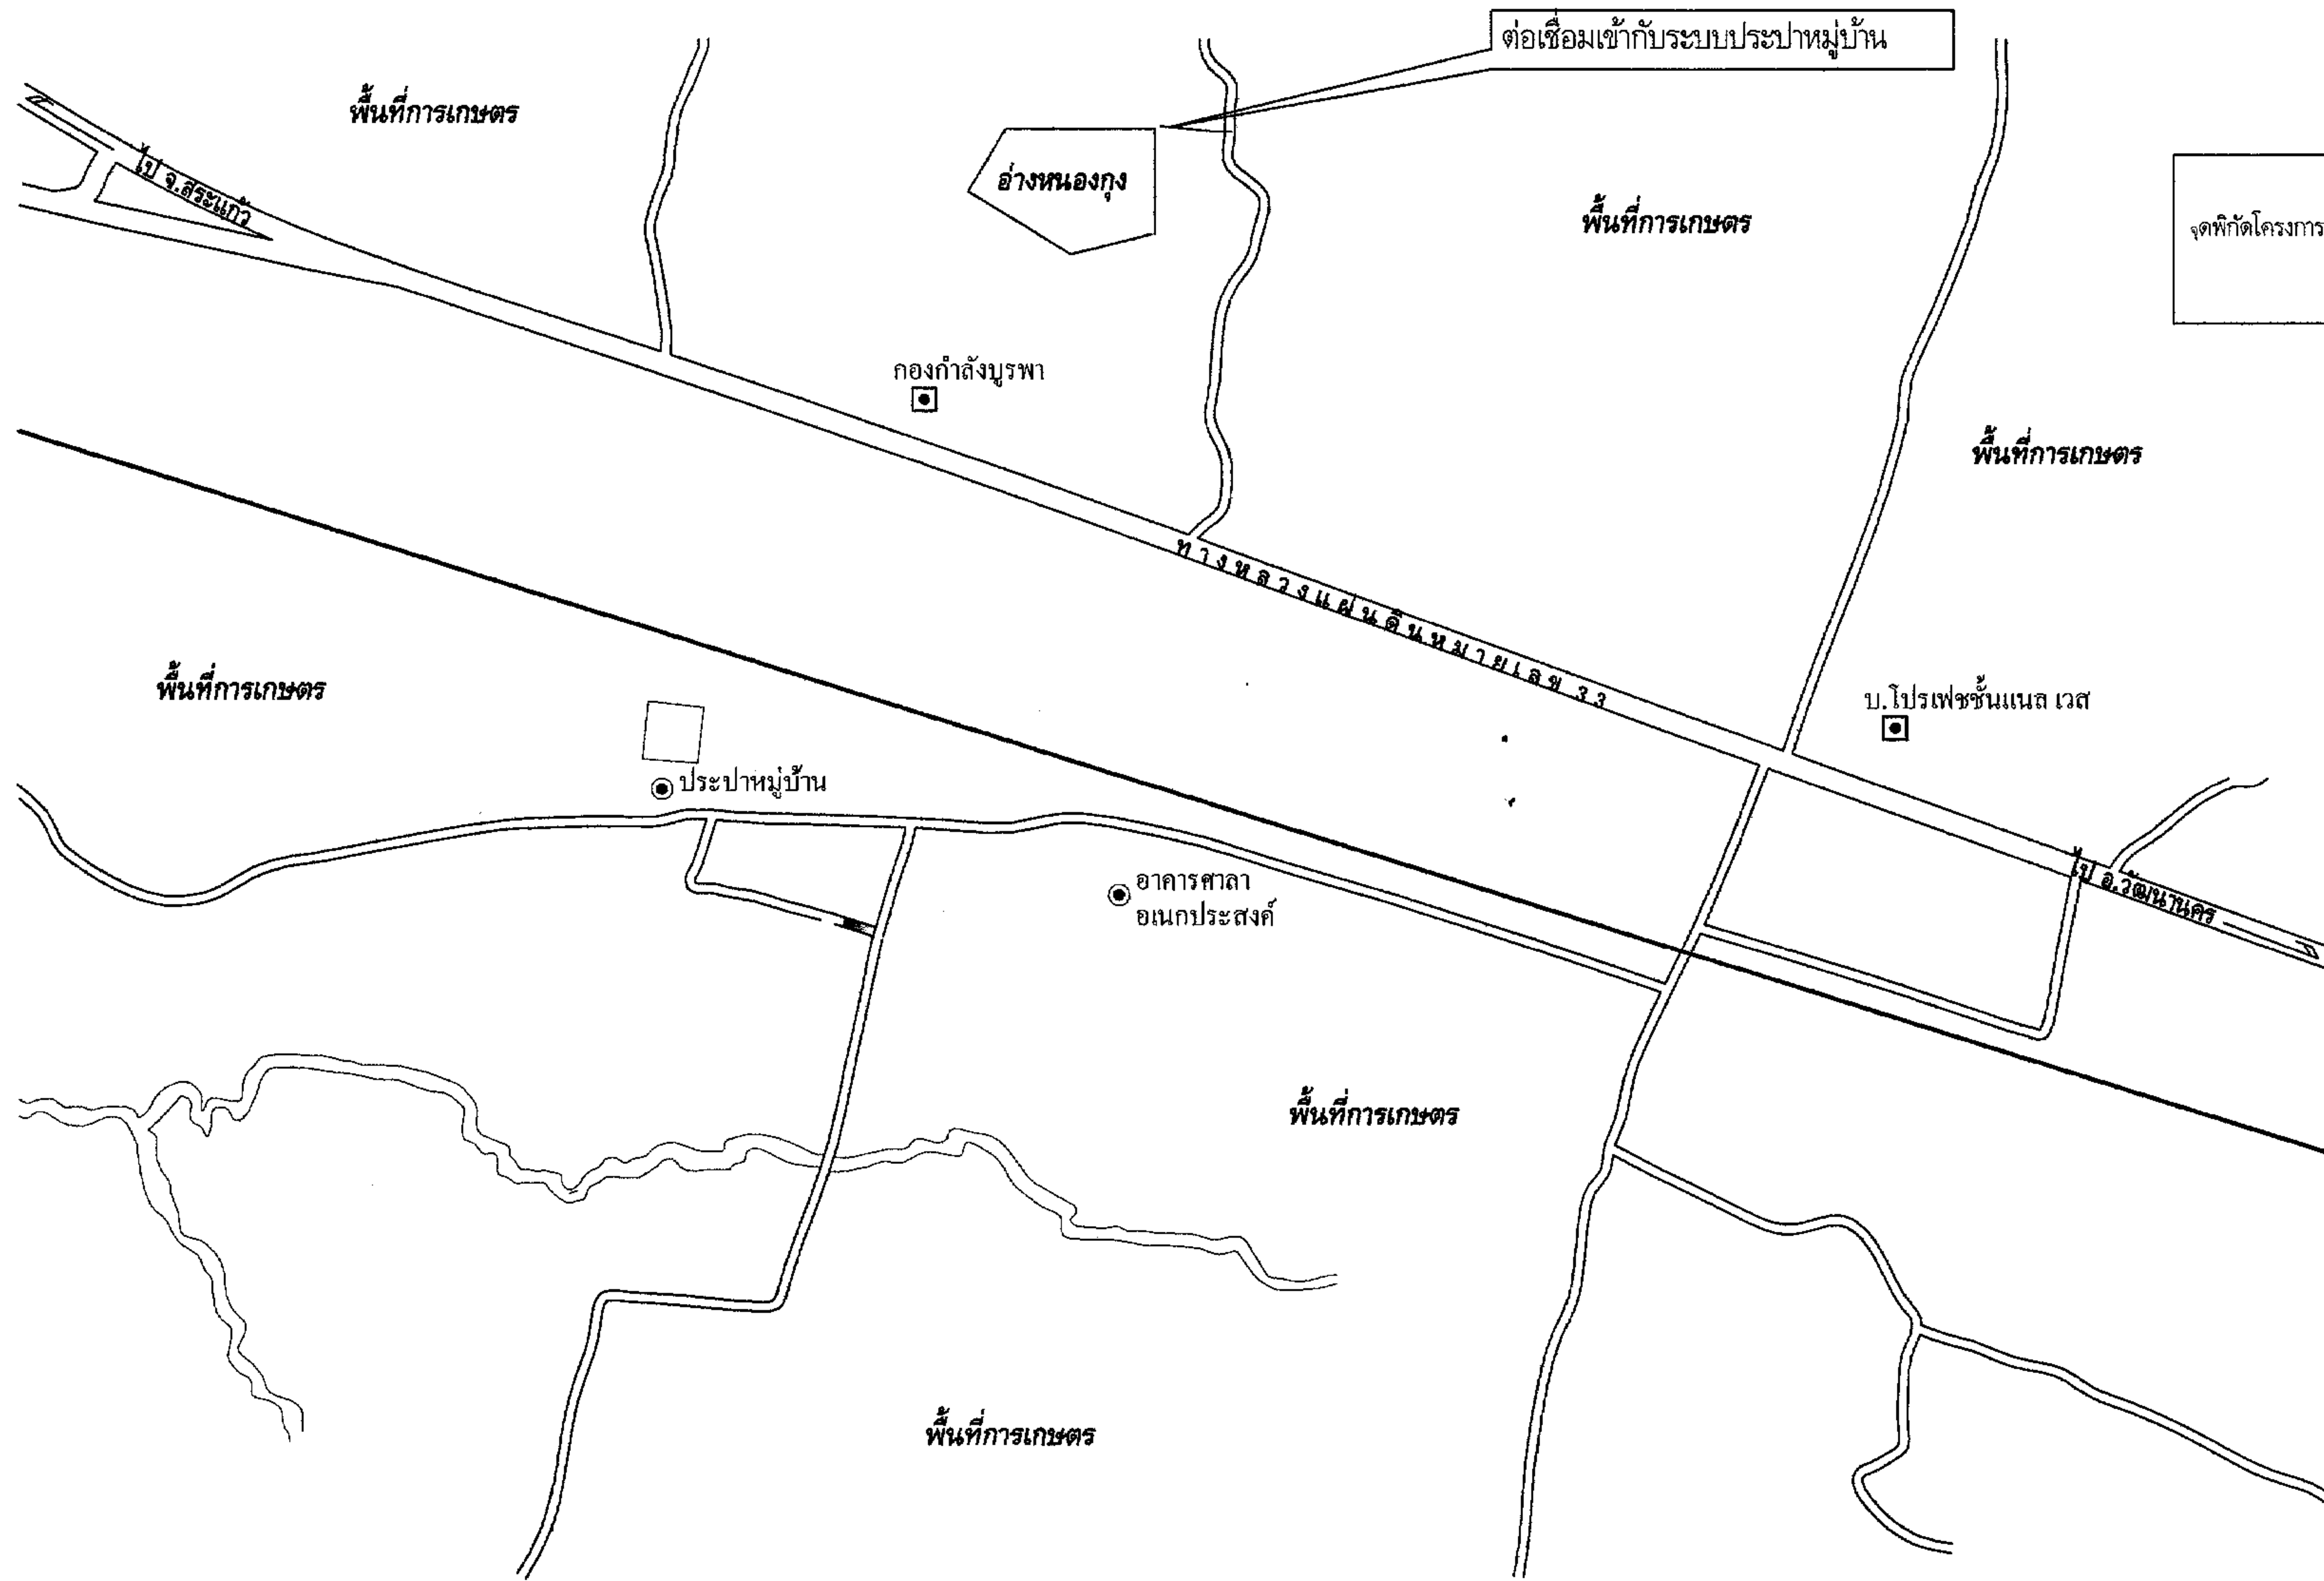 ต่อเชื่อมเข้ากับระบบประปาหมู่บ้าน
พื้นที่การเกษตร
ไป จ.สระแก้ว
อ่างหนองกุง
พื้นที่การเกษตร
จุดพิกัดโครงการ
กองกำลังบูรพา
พื้นที่การเกษตร
ทางหลวงแผ่นดินหมายเลข 33
พื้นที่การเกษตร
บ.โปรเฟชชั้นแนล เวส
ประปาหมู่บ้าน
ไป อ.วัฒนานคร
อาคารศาลา
อเนกประสงค์
พื้นที่การเกษตร
พื้นที่การเกษตร